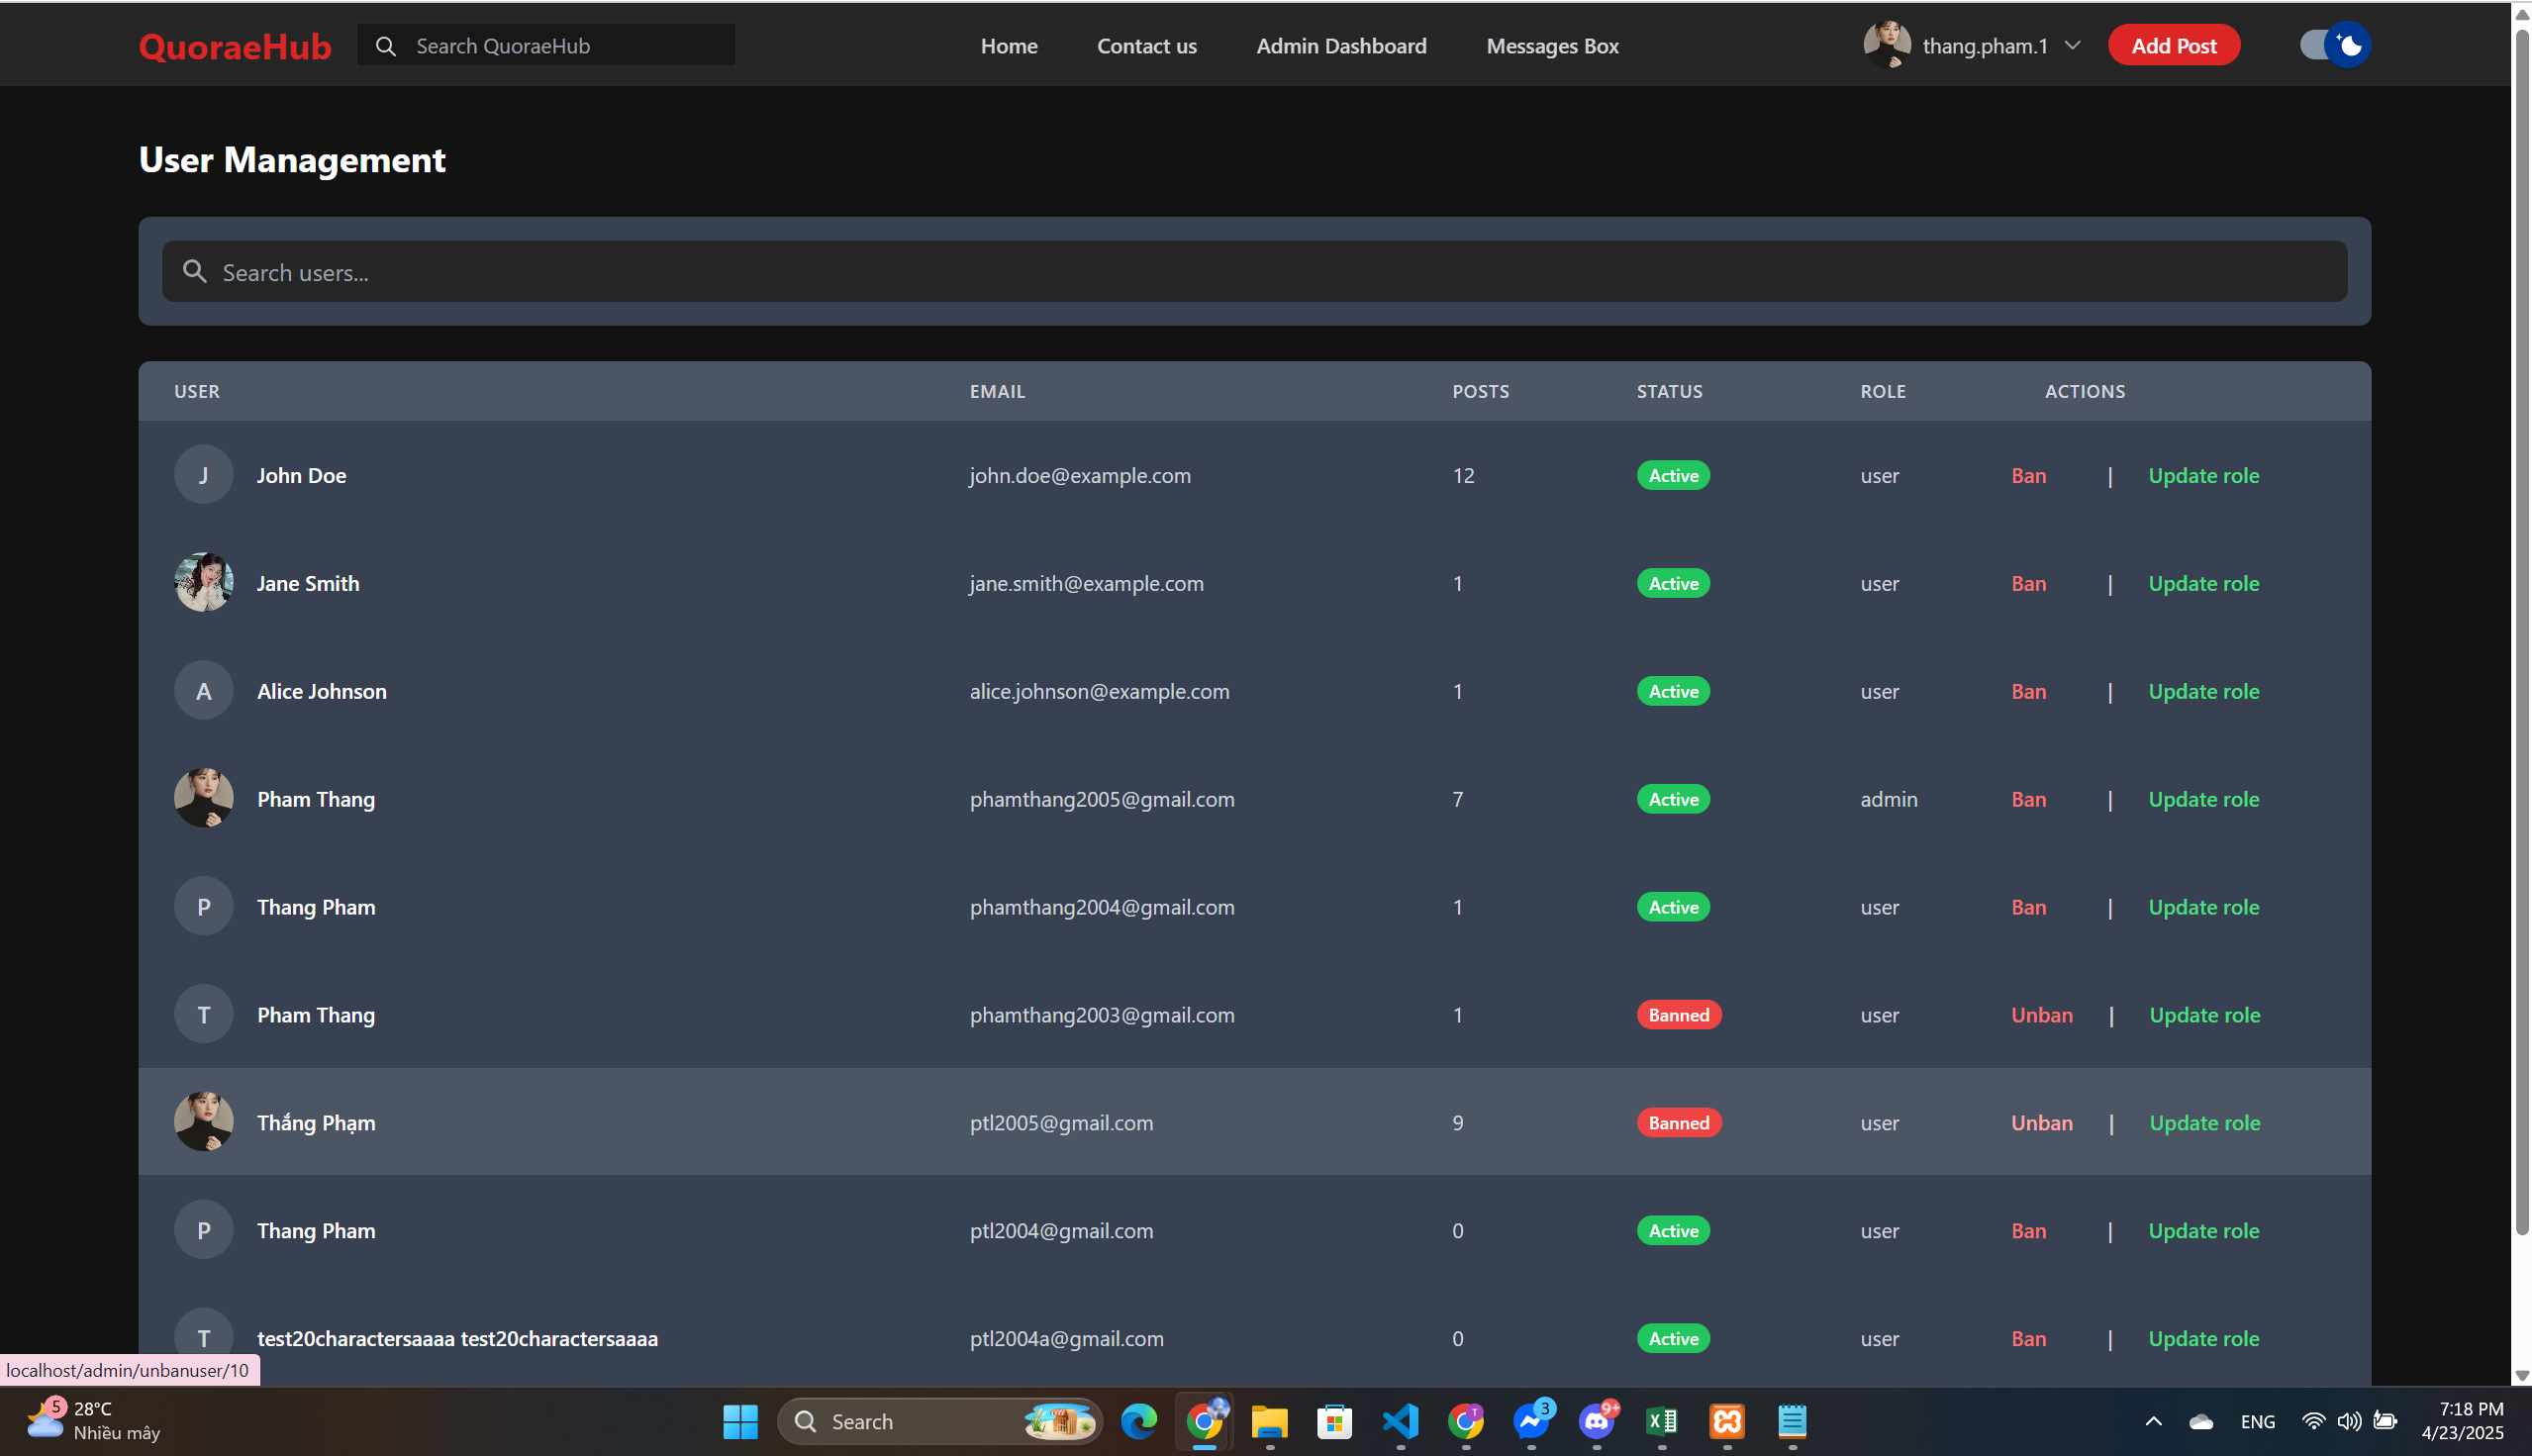 QuoraeHub Search QuoraeHub Home Contact us Admin Dashboard Messages Box thang.pham.1 Add Post
User Management
Search users...
USER EMAIL POSTS STATUS ROLE ACTIONS
J John Doe john.doe@example.com 12 Active user Ban | Update role
Jane Smith jane.smith@example.com 1 Active user Ban | Update role
A Alice Johnson alice.johnson@example.com 1 Active user Ban | Update role
Pham Thang phamthang2005@gmail.com 7 Active admin Ban | Update role
P Thang Pham phamthang2004@gmail.com 1 Active user Ban | Update role
T Pham Thang phamthang2003@gmail.com 1 Banned user Unban | Update role
Thắng Phạm ptl2005@gmail.com 9 Banned user Unban | Update role
P Thang Pham ptl2004@gmail.com 0 Active user Ban | Update role
T test20charactersaaaa test20charactersaaaa ptl2004a@gmail.com 0 Active user Ban | Update role
localhost/admin/unbanuser/10
5 28°C Search T 3 9+ ENG 7:18 PM
Nhiều mây 4/23/2025